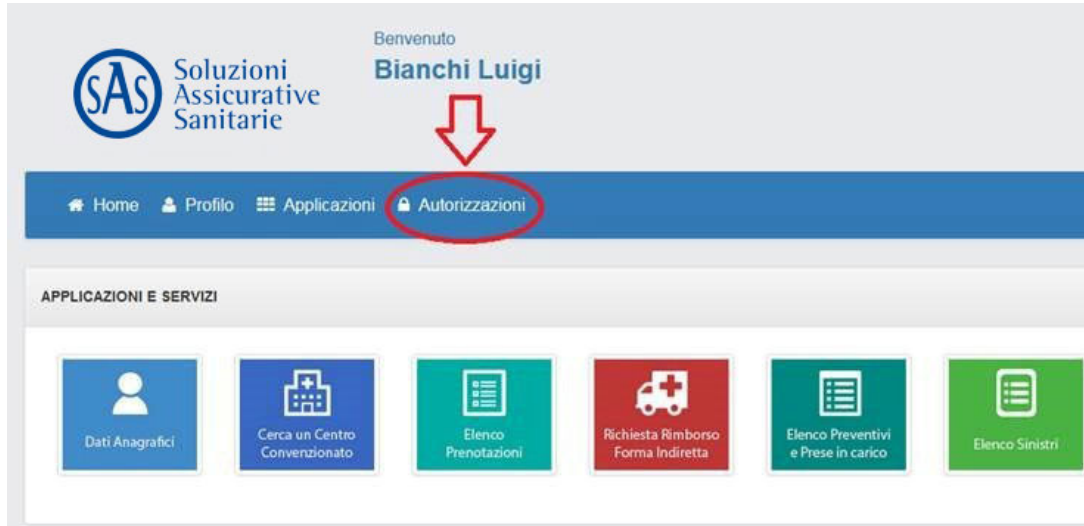 Benvenuto
Bianchi Luigi
SAS
Soluzioni
Assicurative
Sanitarie
Home Profilo Applicazioni Autorizzazioni
APPLICAZIONI E SERVIZI
Dati Anagrafici
Cerca un Centro
Convenzionato
Elenco
Prenotazioni
Richiesta Rimborso
Forma Indiretta
Elenco Preventivi
e Prese in carico
Elenco Sinistri